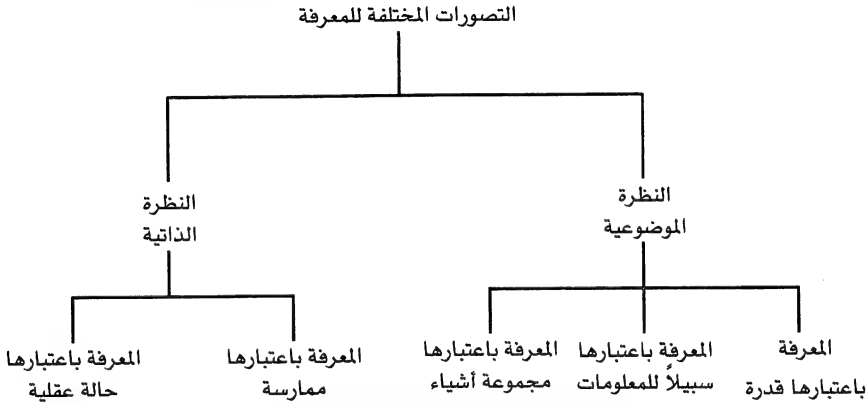 التصورات المختلفة للمعرفة
النظرة
الموضوعية
النظرة
الذاتية
المعرفة
باعتبارها قدرة
المعرفة باعتبارها
سبيلاً للمعلومات
المعرفة باعتبارها
مجموعة أشياء
المعرفة باعتبارها
ممارسة
المعرفة باعتبارها
حالة عقلية